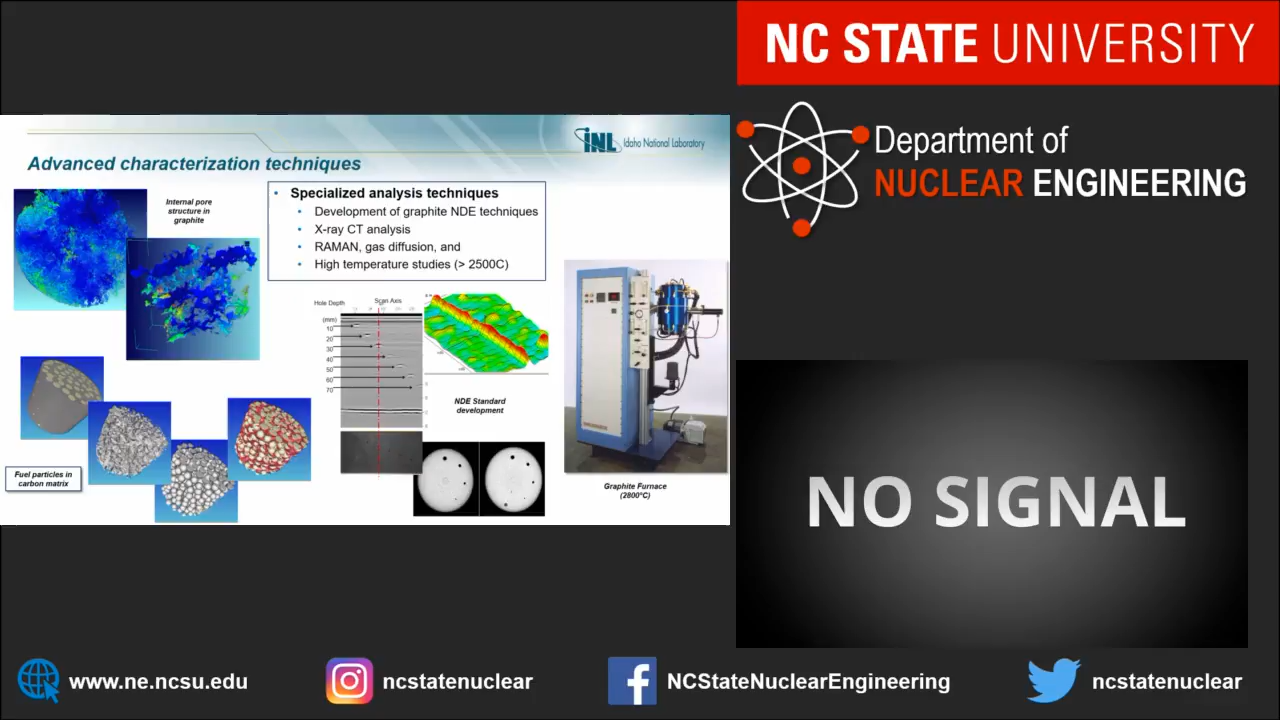 NC STATE UNIVERSITY
Department of
NUCLEAR ENGINEERING
INL Idaho National Laboratory
Advanced characterization techniques
Internal pore
structure in
graphite
• Specialized analysis techniques
• Development of graphite NDE techniques
• X-ray CT analysis
• RAMAN, gas diffusion, and
• High temperature studies (> 2500C)
Hole Depth
Scan Axis
(mm)
10
20
30
40
50
60
70
NDE Standard
development
Fuel particles in
carbon matrix
Graphite Furnace
(2800°C)
NO SIGNAL
www.ne.ncsu.edu
ncstatenuclear
NCStateNuclearEngineering
ncstatenuclear